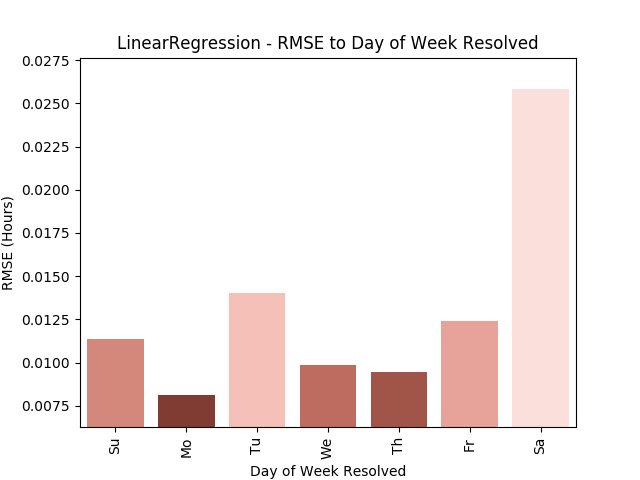 LinearRegression - RMSE to Day of Week Resolved
0.0275
0.0250
0.0225
0.0200
0.0175
0.0150
0.0125
0.0100
0.0075
RMSE (Hours)
Su Mo Tu We Th Fr Sa
Day of Week Resolved